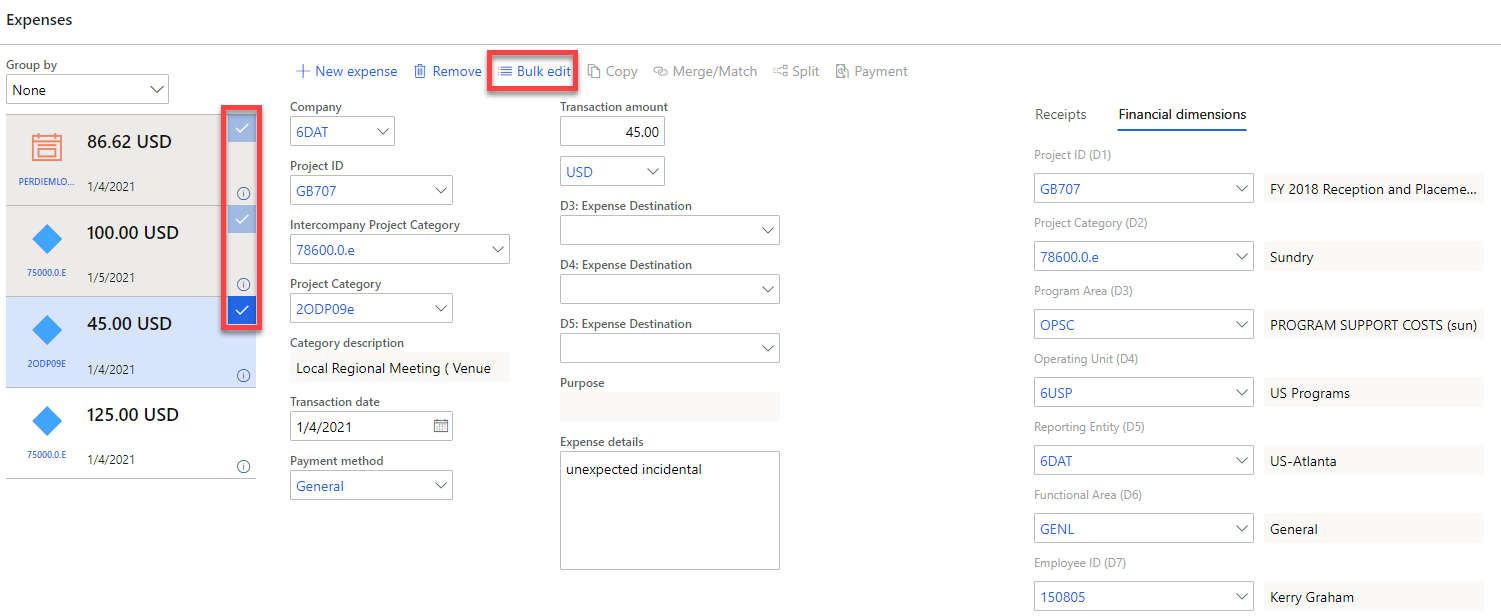 Expenses
Group by
None
New expense
Remove
Bulk edit
Copy
Merge/Match
Split
Payment
86.62 USD
PERDIEMLO...
1/4/2021
100.00 USD
75000.0.E
1/5/2021
45.00 USD
2ODP09E
1/4/2021
125.00 USD
75000.0.E
1/4/2021
Company
6DAT
Project ID
GB707
Intercompany Project Category
78600.0.e
Project Category
2ODP09e
Category description
Local Regional Meeting ( Venue
Transaction date
1/4/2021
Payment method
General
Transaction amount
45.00
USD
D3: Expense Destination
D4: Expense Destination
D5: Expense Destination
Purpose
Expense details
unexpected incidental
Receipts
Financial dimensions
Project ID (D1)
GB707 FY 2018 Reception and Placeme...
Project Category (D2)
78600.0.e Sundry
Program Area (D3)
OPSC PROGRAM SUPPORT COSTS (sun)
Operating Unit (D4)
6USP US Programs
Reporting Entity (D5)
6DAT US-Atlanta
Functional Area (D6)
GENL General
Employee ID (D7)
150805 Kerry Graham